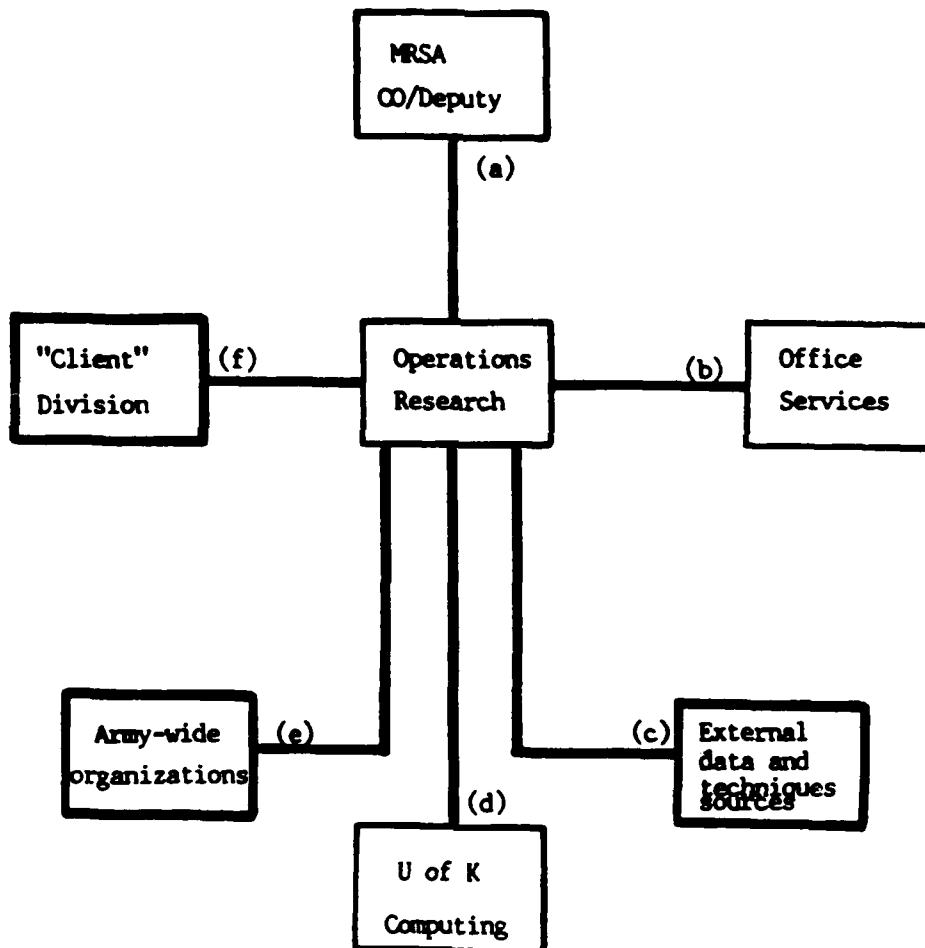 MRSA
CO/Deputy
(a)
"Client"
Division
(f)
Operations
Research
(b)
Office
Services
Army-wide
organizations
(e)
(c)
External
data and
techniques
sources
(d)
U of K
Computing